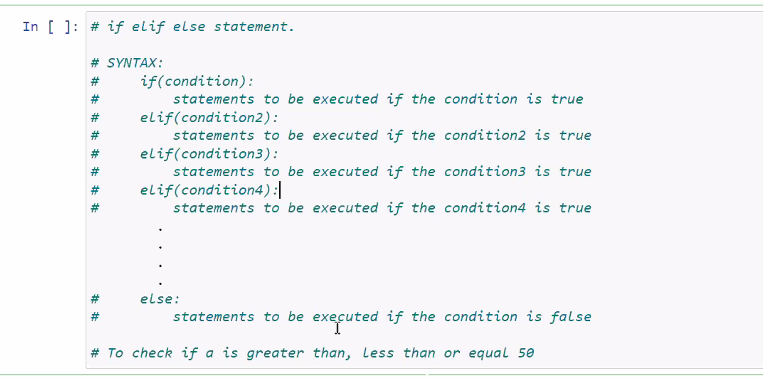 In [ ]: # if elif else statement.
# SYNTAX:
#     if(condition):
#         statements to be executed if the condition is true
#     elif(condition2):
#         statements to be executed if the condition2 is true
#     elif(condition3):
#         statements to be executed if the condition3 is true
#     elif(condition4):
#         statements to be executed if the condition4 is true
.
.
.
.
#     else:
#         statements to be executed if the condition is false
# To check if a is greater than, less than or equal 50